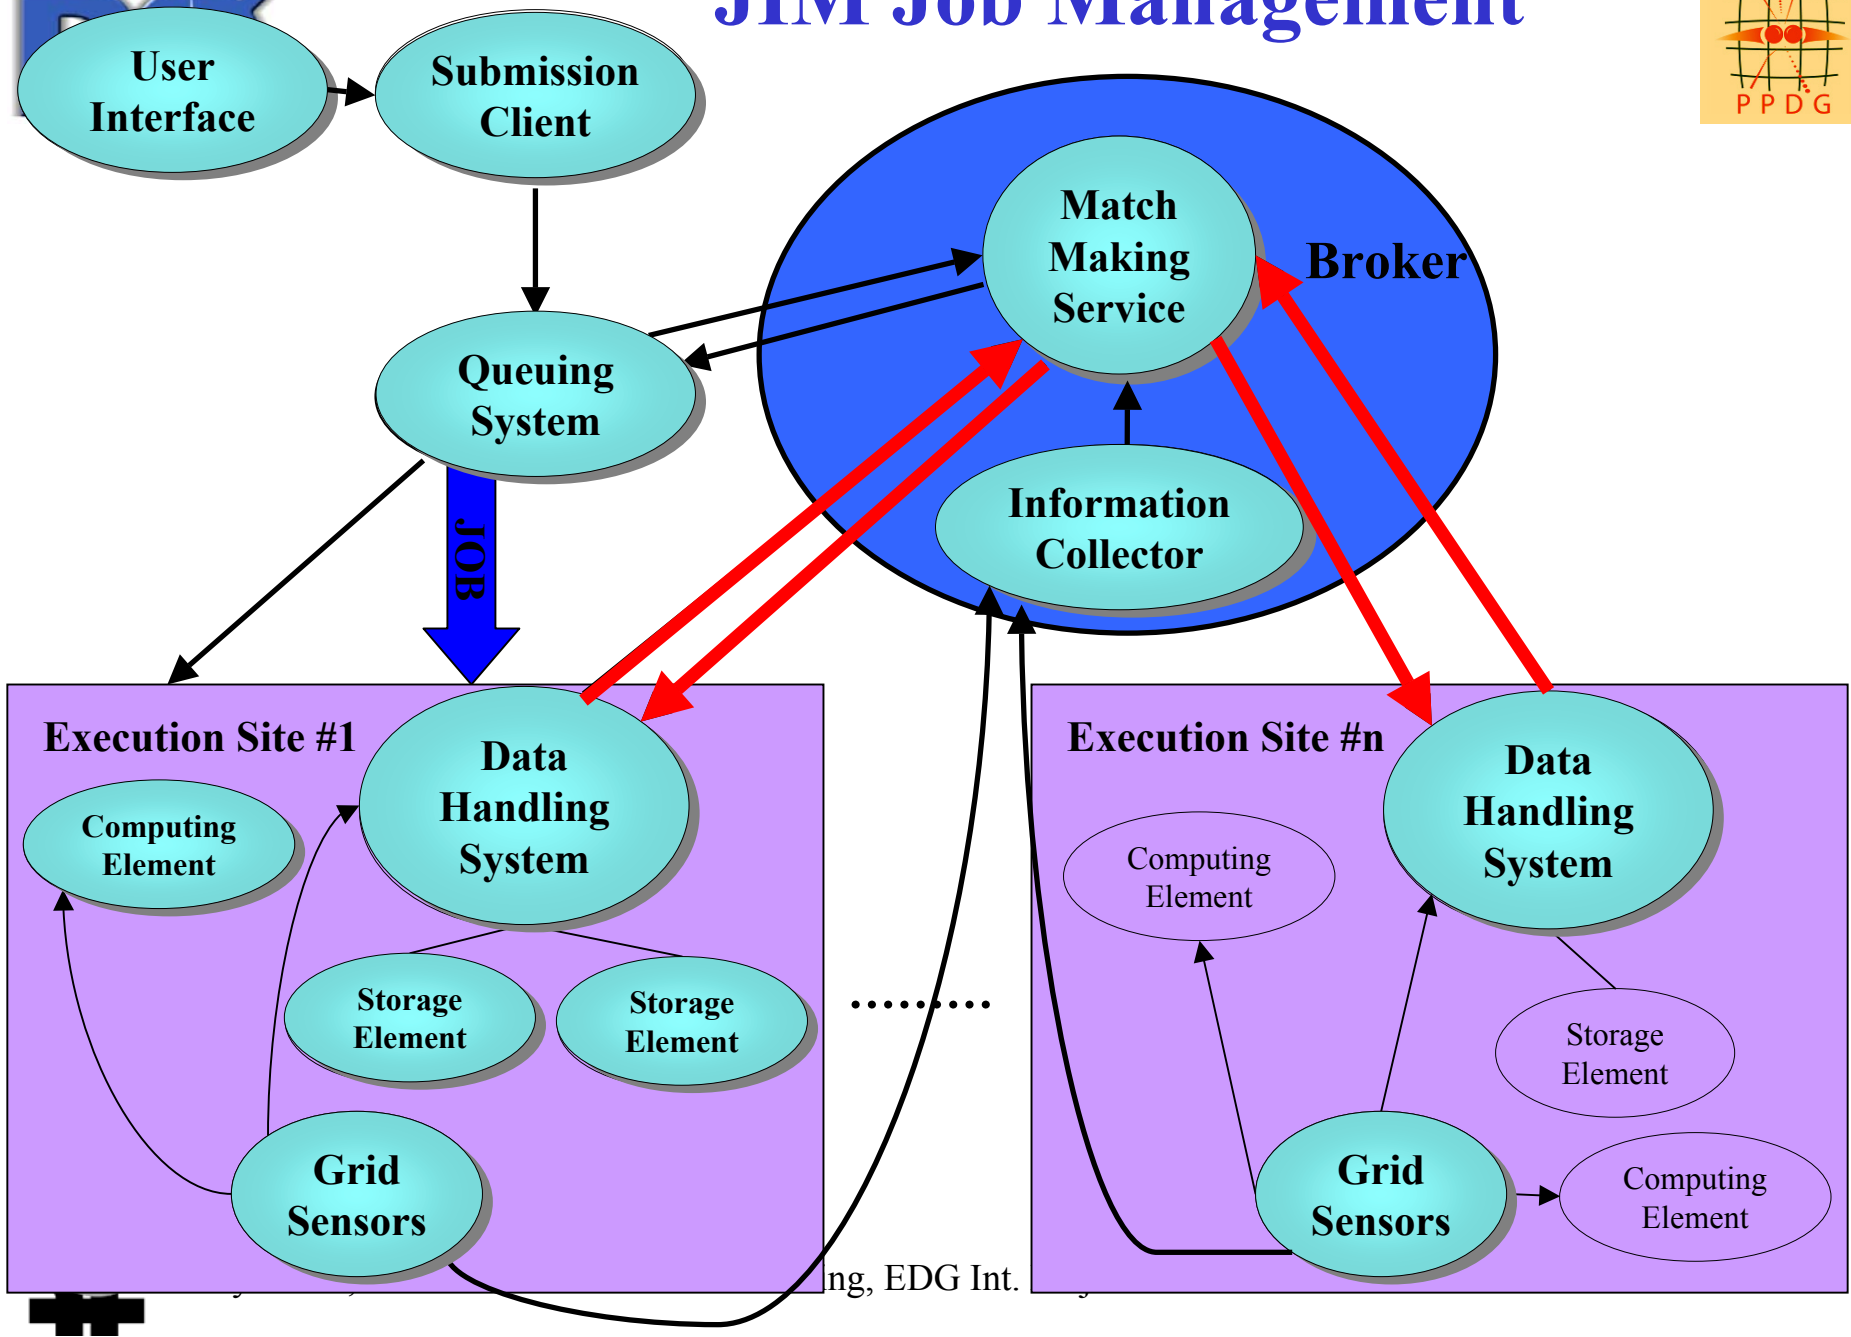 JIM Job Management
User
Interface
Submission
Client
P P D G
Match
Making
Service
Broker
Queuing
System
Information
Collector
JOB
Execution Site #1
Data
Handling
System
Computing
Element
Storage
Element
Storage
Element
Grid
Sensors
.........
Execution Site #n
Data
Handling
System
Computing
Element
Storage
Element
Grid
Sensors
Computing
Element
EDG Int.